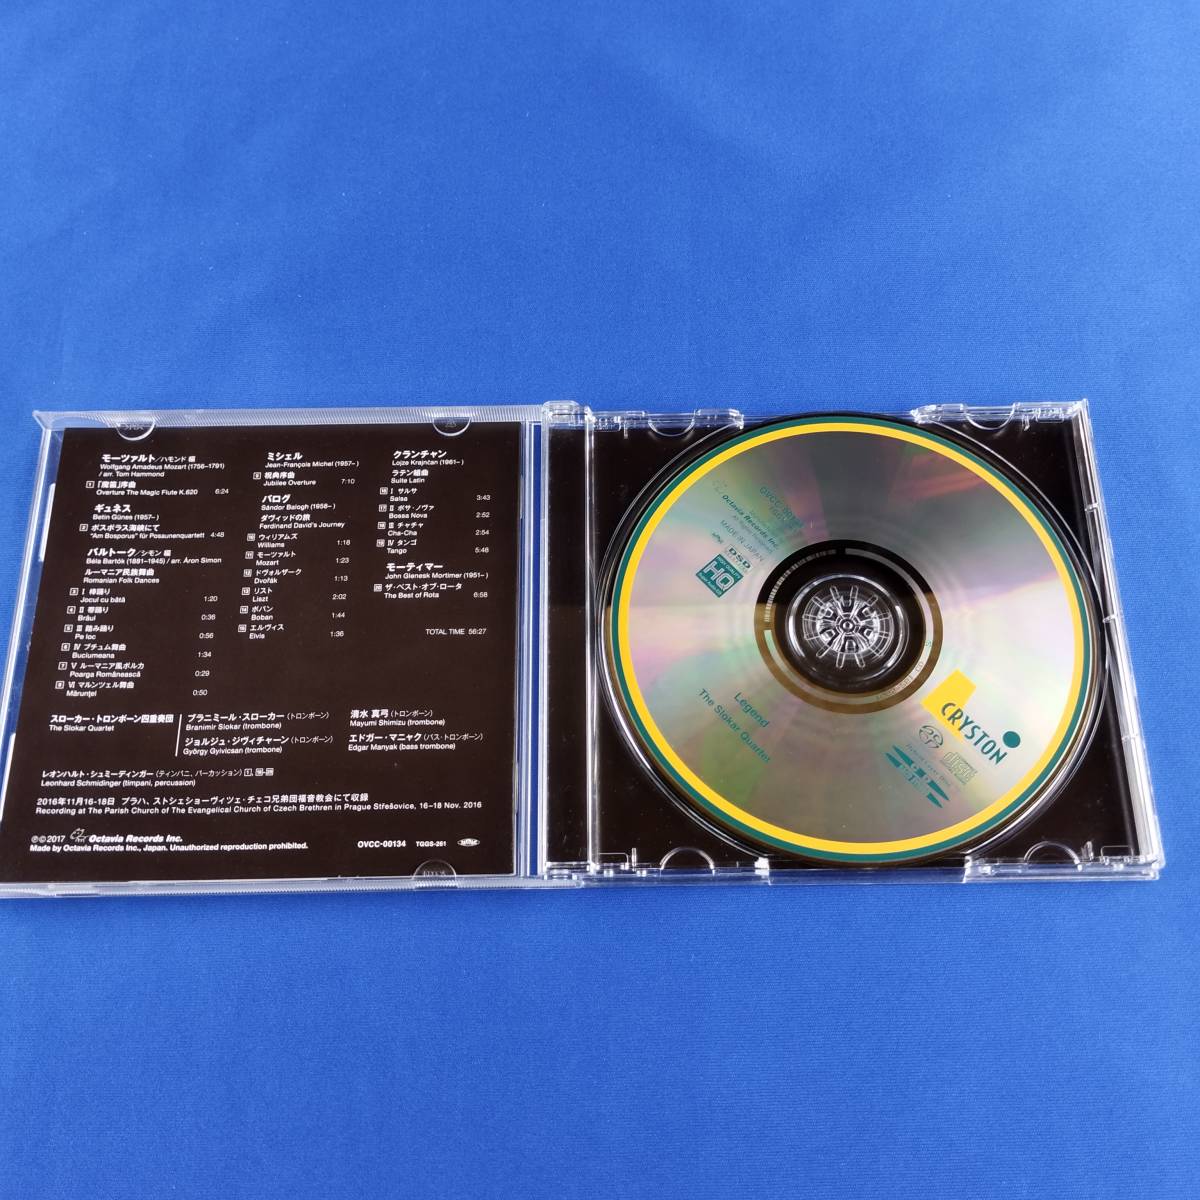 モーツァルト/ハモンド 編
Wolfgang Amadeus Mozart (1756–1791)
/ arr. Tom Hammond
1 「魔笛」序曲
Overture The Magic Flute K.620 6:24
ギュネス
Betin Günes (1957–)
2 ボスポラス海峡にて
"Am Bosporus" für Posaunenquartett 4:48
バルトーク/シモン 編
Béla Bartók (1881–1945) / arr. Áron Simon
ルーマニア民族舞曲
Romanian Folk Dances
3 I 棒踊り
Jocul cu bâtă 1:20
4 II 帯踊り
Brâul 0:36
5 III 踏み踊り
Pe loc 0:56
6 IV ブチュム舞曲
Buciumeana 1:34
7 V ルーマニア風ポルカ
Poarga Românească 0:29
8 VI マルンツェル舞曲
Mărunțel 0:50
ミシェル
Jean-François Michel (1957–)
9 祝典序曲
Jubilee Overture 7:10
バログ
Sándor Balogh (1958–)
ダヴィッドの旅
Ferdinand David's Journey
10 ウィリアムズ
Williams 1:18
11 モーツァルト
Mozart 1:23
12 ドヴォルザーク
Dvořák 1:13
13 リスト
Liszt 2:02
14 ボバン
Boban 1:44
15 エルヴィス
Elvis 1:36
クランチャン
Lojze Krajnčan (1961–)
ラテン組曲
Suite Latin
16 I サルサ
Salsa 3:43
17 II ボサ・ノヴァ
Bossa Nova 2:52
18 III チャチャ
Cha-Cha 2:54
19 IV タンゴ
Tango 5:48
モーティマー
John Glenesk Mortimer (1951–)
20 ザ・ベスト・オブ・ロータ
The Best of Rota 6:58
TOTAL TIME 56:27
スローカー・トロンボーン四重奏団
The Slokar Quartet
ブラニミール・スローカー (トロンボーン)
Branimir Slokar (trombone)
ジョルジュ・ジヴィチャーン (トロンボーン)
György Gyivicsan (trombone)
清水 真弓 (トロンボーン)
Mayumi Shimizu (trombone)
エドガー・マニャク (バス・トロンボーン)
Edgar Manyak (bass trombone)
レオンハルト・シュミーディンガー (ティンパニ、パーカッション)
Leonhard Schmidinger (timpani, percussion)
2016年11月16-18日 プラハ、ストシェショーヴィツェ・チェコ兄弟団福音教会にて収録
Recording at The Parish Church of The Evangelical Church of Czech Brethren in Prague Střešovice, 16–18 Nov. 2016
℗©2017 Octavia Records Inc.
Made by Octavia Records Inc., Japan. Unauthorized reproduction prohibited.
OVCC-00134 TGGS-261
Octavia Records Inc.
MADE IN JAPAN
DSD
HQ
Legend
The Slokar Quartet
CRYSTON
disc